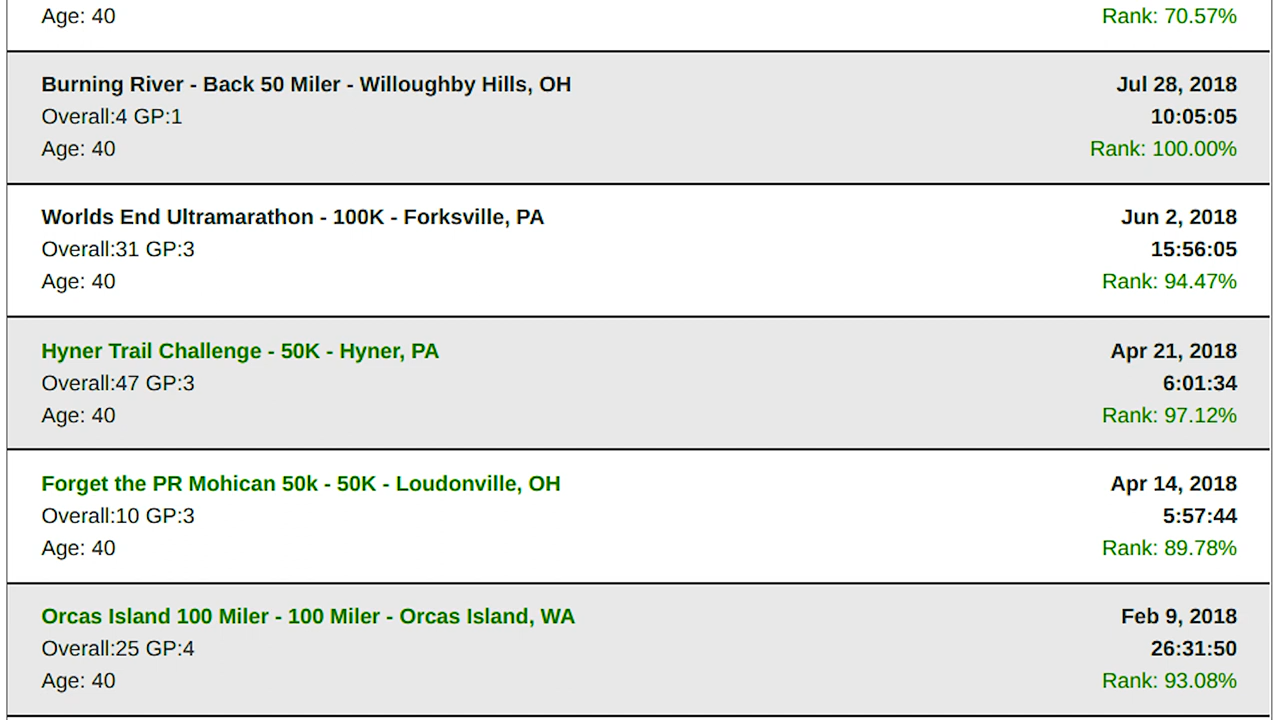 Age: 40 Rank: 70.57%
Burning River - Back 50 Miler - Willoughby Hills, OH Jul 28, 2018
Overall:4 GP:1 10:05:05
Age: 40 Rank: 100.00%
Worlds End Ultramarathon - 100K - Forksville, PA Jun 2, 2018
Overall:31 GP:3 15:56:05
Age: 40 Rank: 94.47%
Hyner Trail Challenge - 50K - Hyner, PA Apr 21, 2018
Overall:47 GP:3 6:01:34
Age: 40 Rank: 97.12%
Forget the PR Mohican 50k - 50K - Loudonville, OH Apr 14, 2018
Overall:10 GP:3 5:57:44
Age: 40 Rank: 89.78%
Orcas Island 100 Miler - 100 Miler - Orcas Island, WA Feb 9, 2018
Overall:25 GP:4 26:31:50
Age: 40 Rank: 93.08%